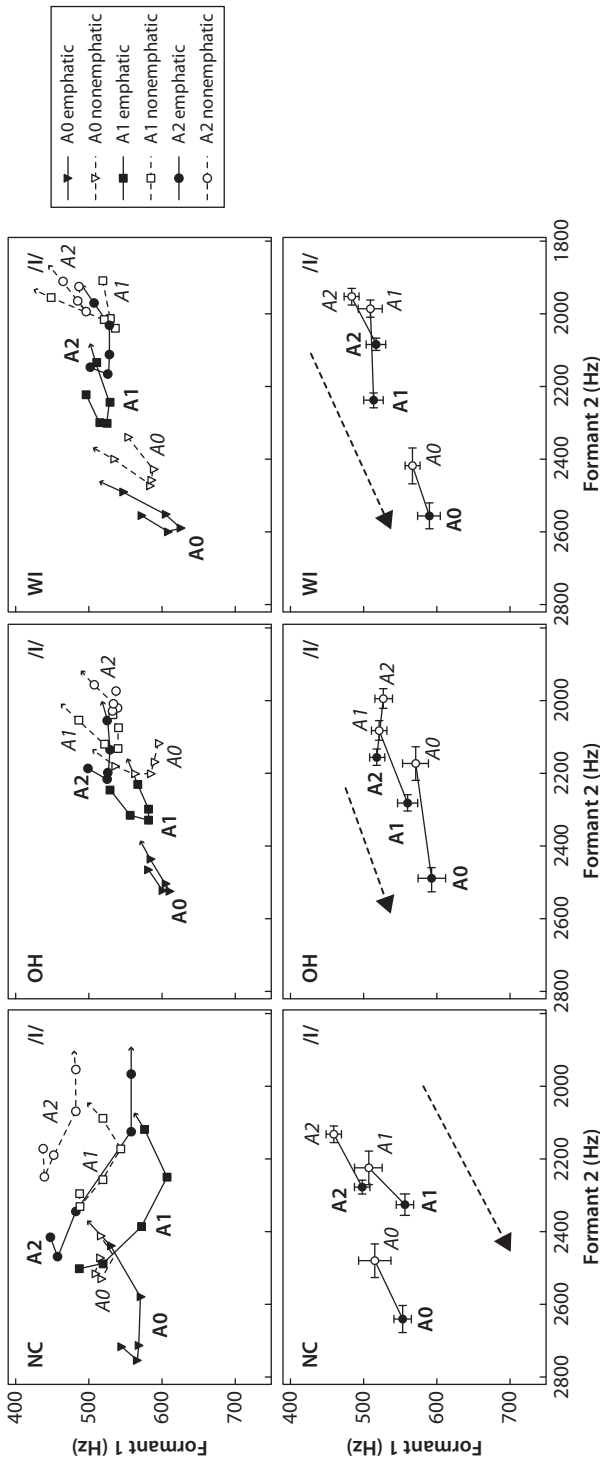 Formant 1 (Hz)
400
500
600
700
NC
/I/
A2
A2
A1
A0
A1
A0
OH
/I/
A2
A1
A2
A0
A1
A0
WI
/I/
A2
A2
A1
A1
A0
A0
A0 emphatic
A0 nonemphatic
A1 emphatic
A1 nonemphatic
A2 emphatic
A2 nonemphatic
Formant 1 (Hz)
400
500
600
700
NC
/I/
A2
A2
A1
A1
A0
A0
2800 2600 2400 2200 2000
OH
/I/
A1
A2
A2
A1
A0
A0
2800 2600 2400 2200 2000
Formant 2 (Hz)
WI
/I/
A2
A1
A2
A1
A0
A0
2800 2600 2400 2200 2000 1800
Formant 2 (Hz)